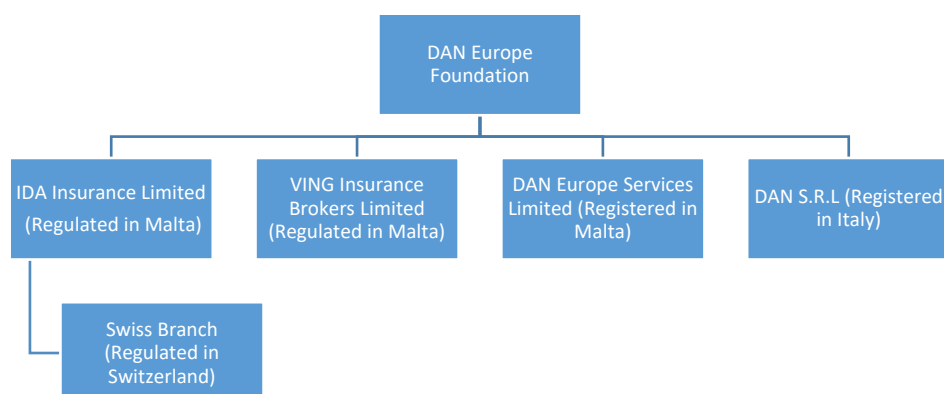 DAN Europe
Foundation
IDA Insurance Limited
(Regulated in Malta)
VING Insurance
Brokers Limited
(Regulated in Malta)
DAN Europe Services
Limited (Registered in
Malta)
DAN S.R.L (Registered
in Italy)
Swiss Branch
(Regulated in
Switzerland)